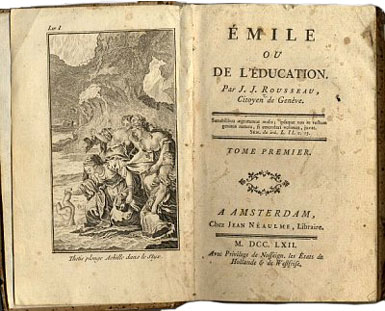 Liv. I.
Thetis plonge Achille dans le Styx.
ÉMILE
OU
DE L'ÉDUCATION.
Par J. J. ROUSSEAU,
Citoyen de Genève.
Sanabilibus ægrotamus malis; ipsaque nos in rectum
genitos natura, si emendari velimus, juvat.
Sen. de irâ. L. II. c. 13.
TOME PREMIER.
A AMSTERDAM,
Chez JEAN NÉAULME, Libraire.
M. DCC. LXII.
Avec Privilège de Nosseign. les Etats de
Hollande & de Westfrise.